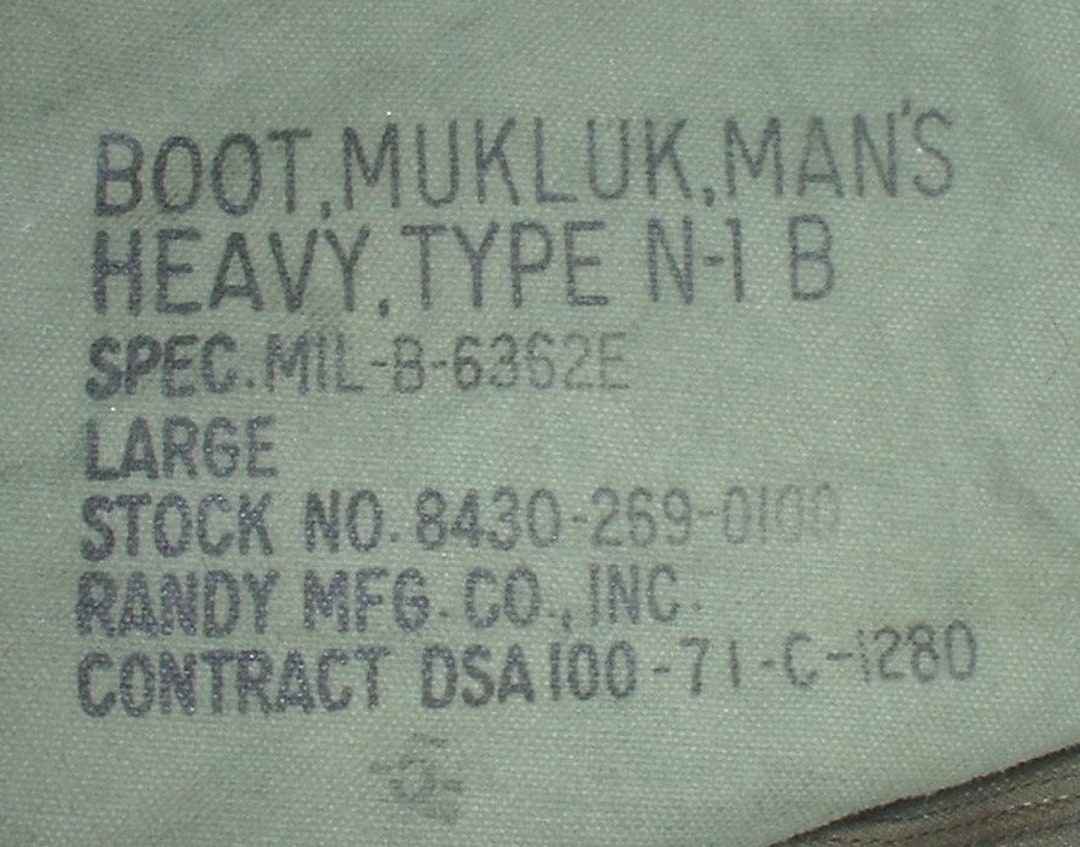 BOOT, MUKLUK, MAN'S
HEAVY, TYPE N-1 B
SPEC. MIL-B-6362E
LARGE
STOCK NO. 8430-269-0100
RANDY MFG. CO., INC.
CONTRACT DSA100-71-C-1280